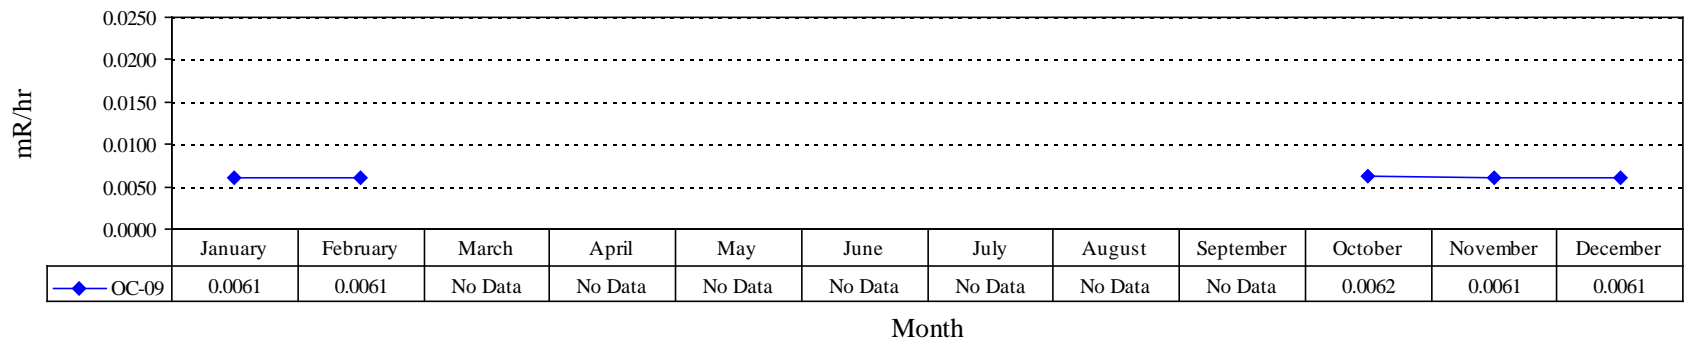 0.0250
0.0200
0.0150
0.0100
0.0050
0.0000
mR/hr
January February March April May June July August September October November December
OC-09 0.0061 0.0061 No Data No Data No Data No Data No Data No Data No Data 0.0062 0.0061 0.0061
Month